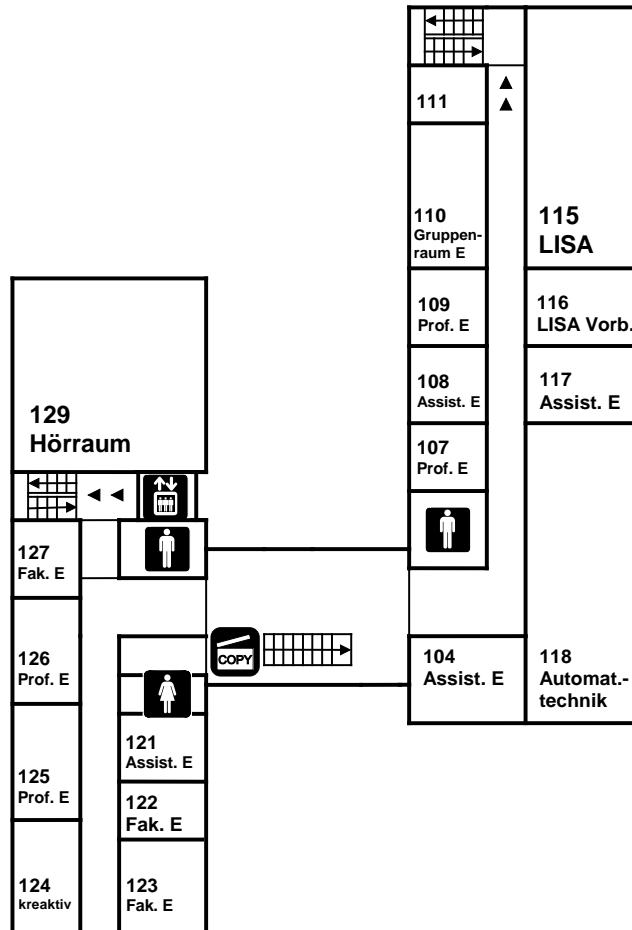 111
110
Gruppen-
raum E
115
LISA
109
Prof. E
116
LISA Vorb.
108
Assist. E
117
Assist. E
129
Hörraum
107
Prof. E
127
Fak. E
COPY
126
Prof. E
104
Assist. E
118
Automat.-
technik
121
Assist. E
125
Prof. E
122
Fak. E
124
kreaktiv
123
Fak. E